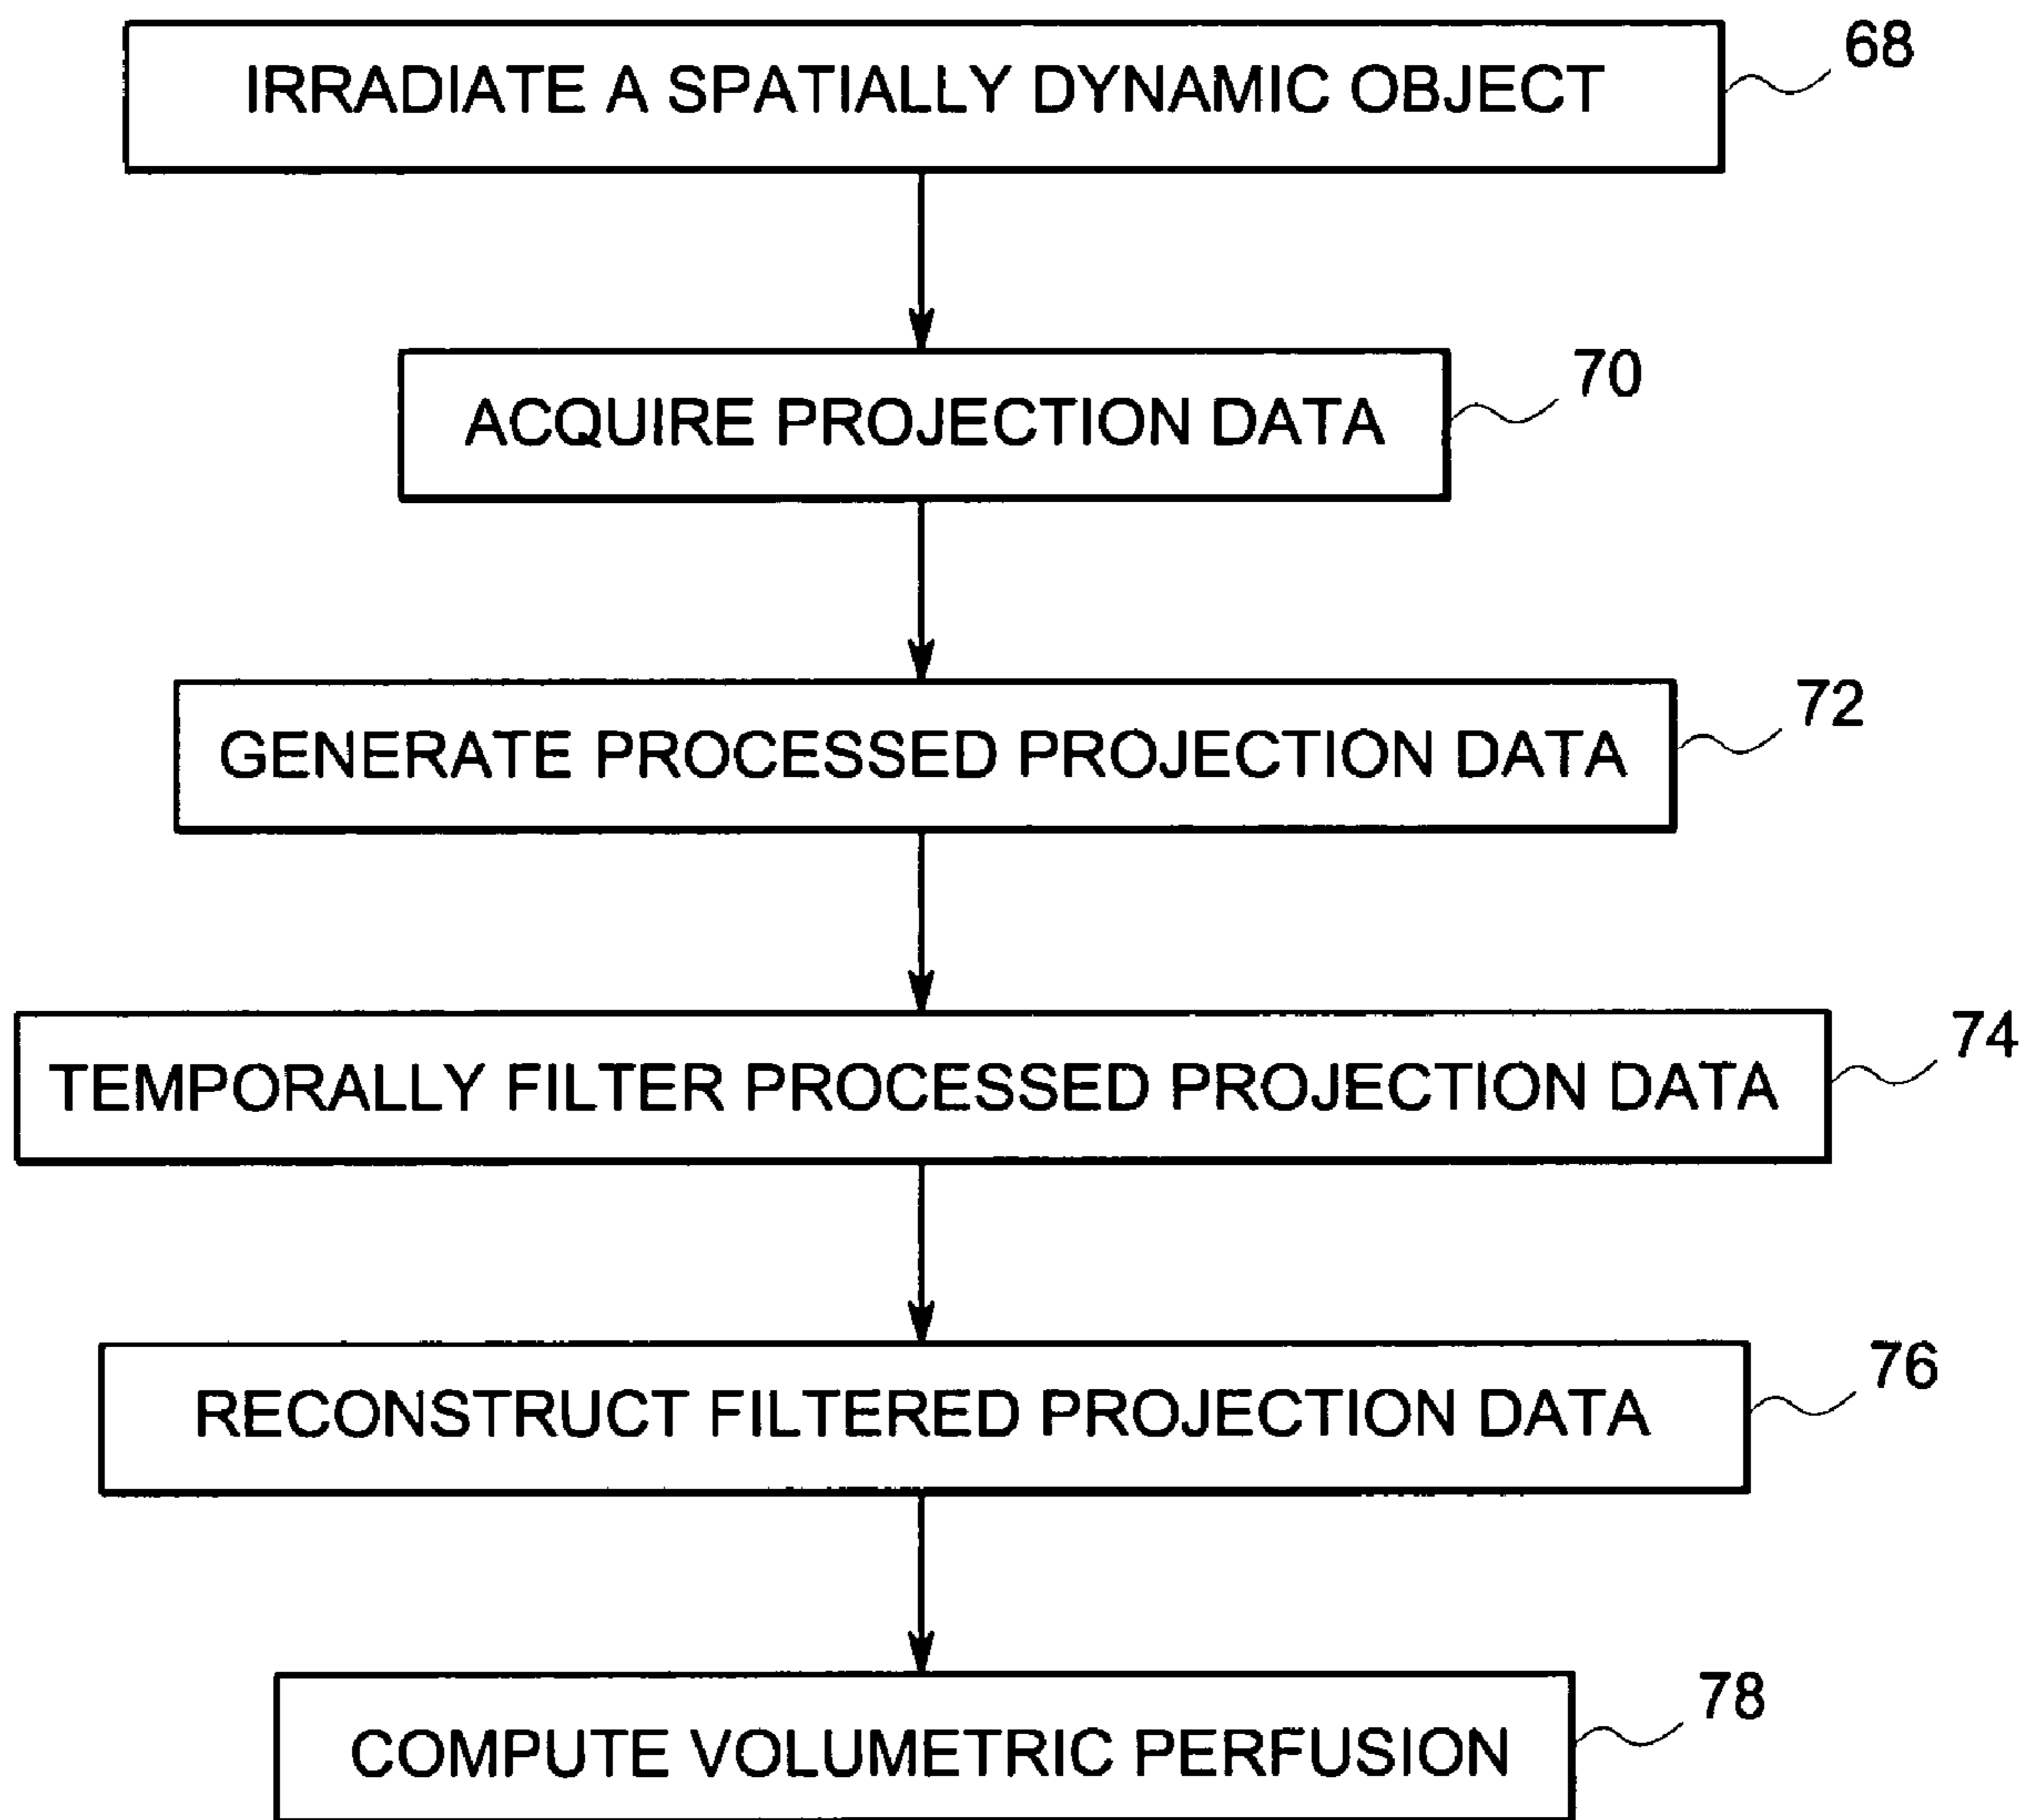 IRRADIATE A SPATIALLY DYNAMIC OBJECT
68
ACQUIRE PROJECTION DATA
70
GENERATE PROCESSED PROJECTION DATA
72
TEMPORALLY FILTER PROCESSED PROJECTION DATA
74
RECONSTRUCT FILTERED PROJECTION DATA
76
COMPUTE VOLUMETRIC PERFUSION
78